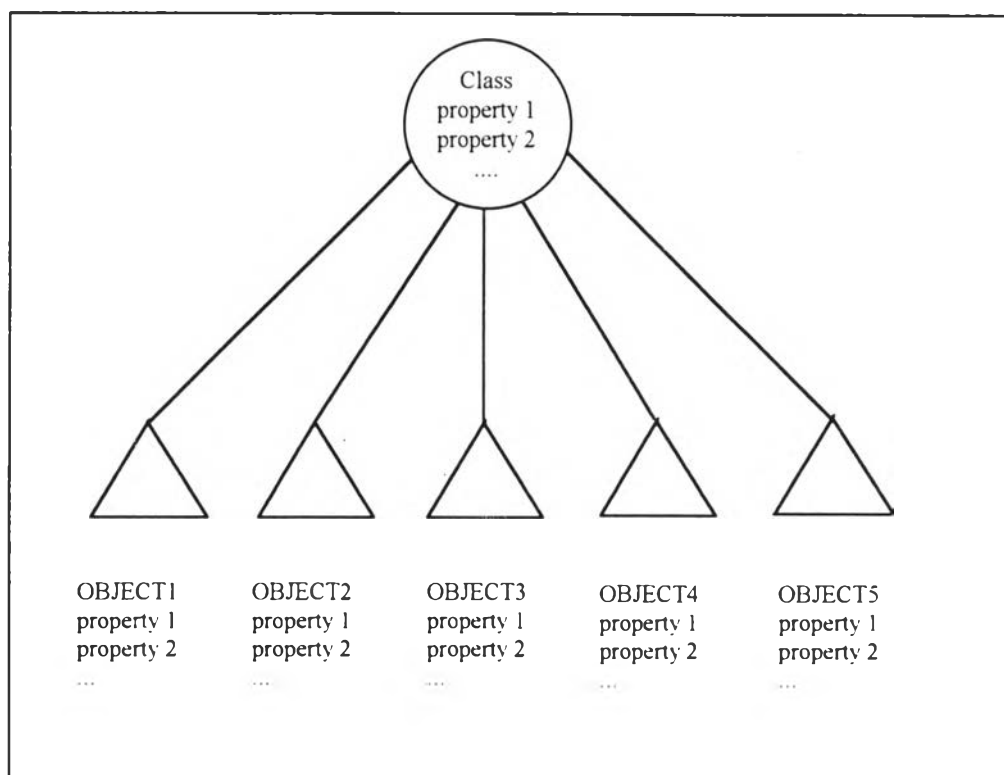 Class
property 1
property 2
....
OBJECT1
property 1
property 2
...
OBJECT2
property 1
property 2
...
OBJECT3
property 1
property 2
...
OBJECT4
property 1
property 2
...
OBJECT5
property 1
property 2
...